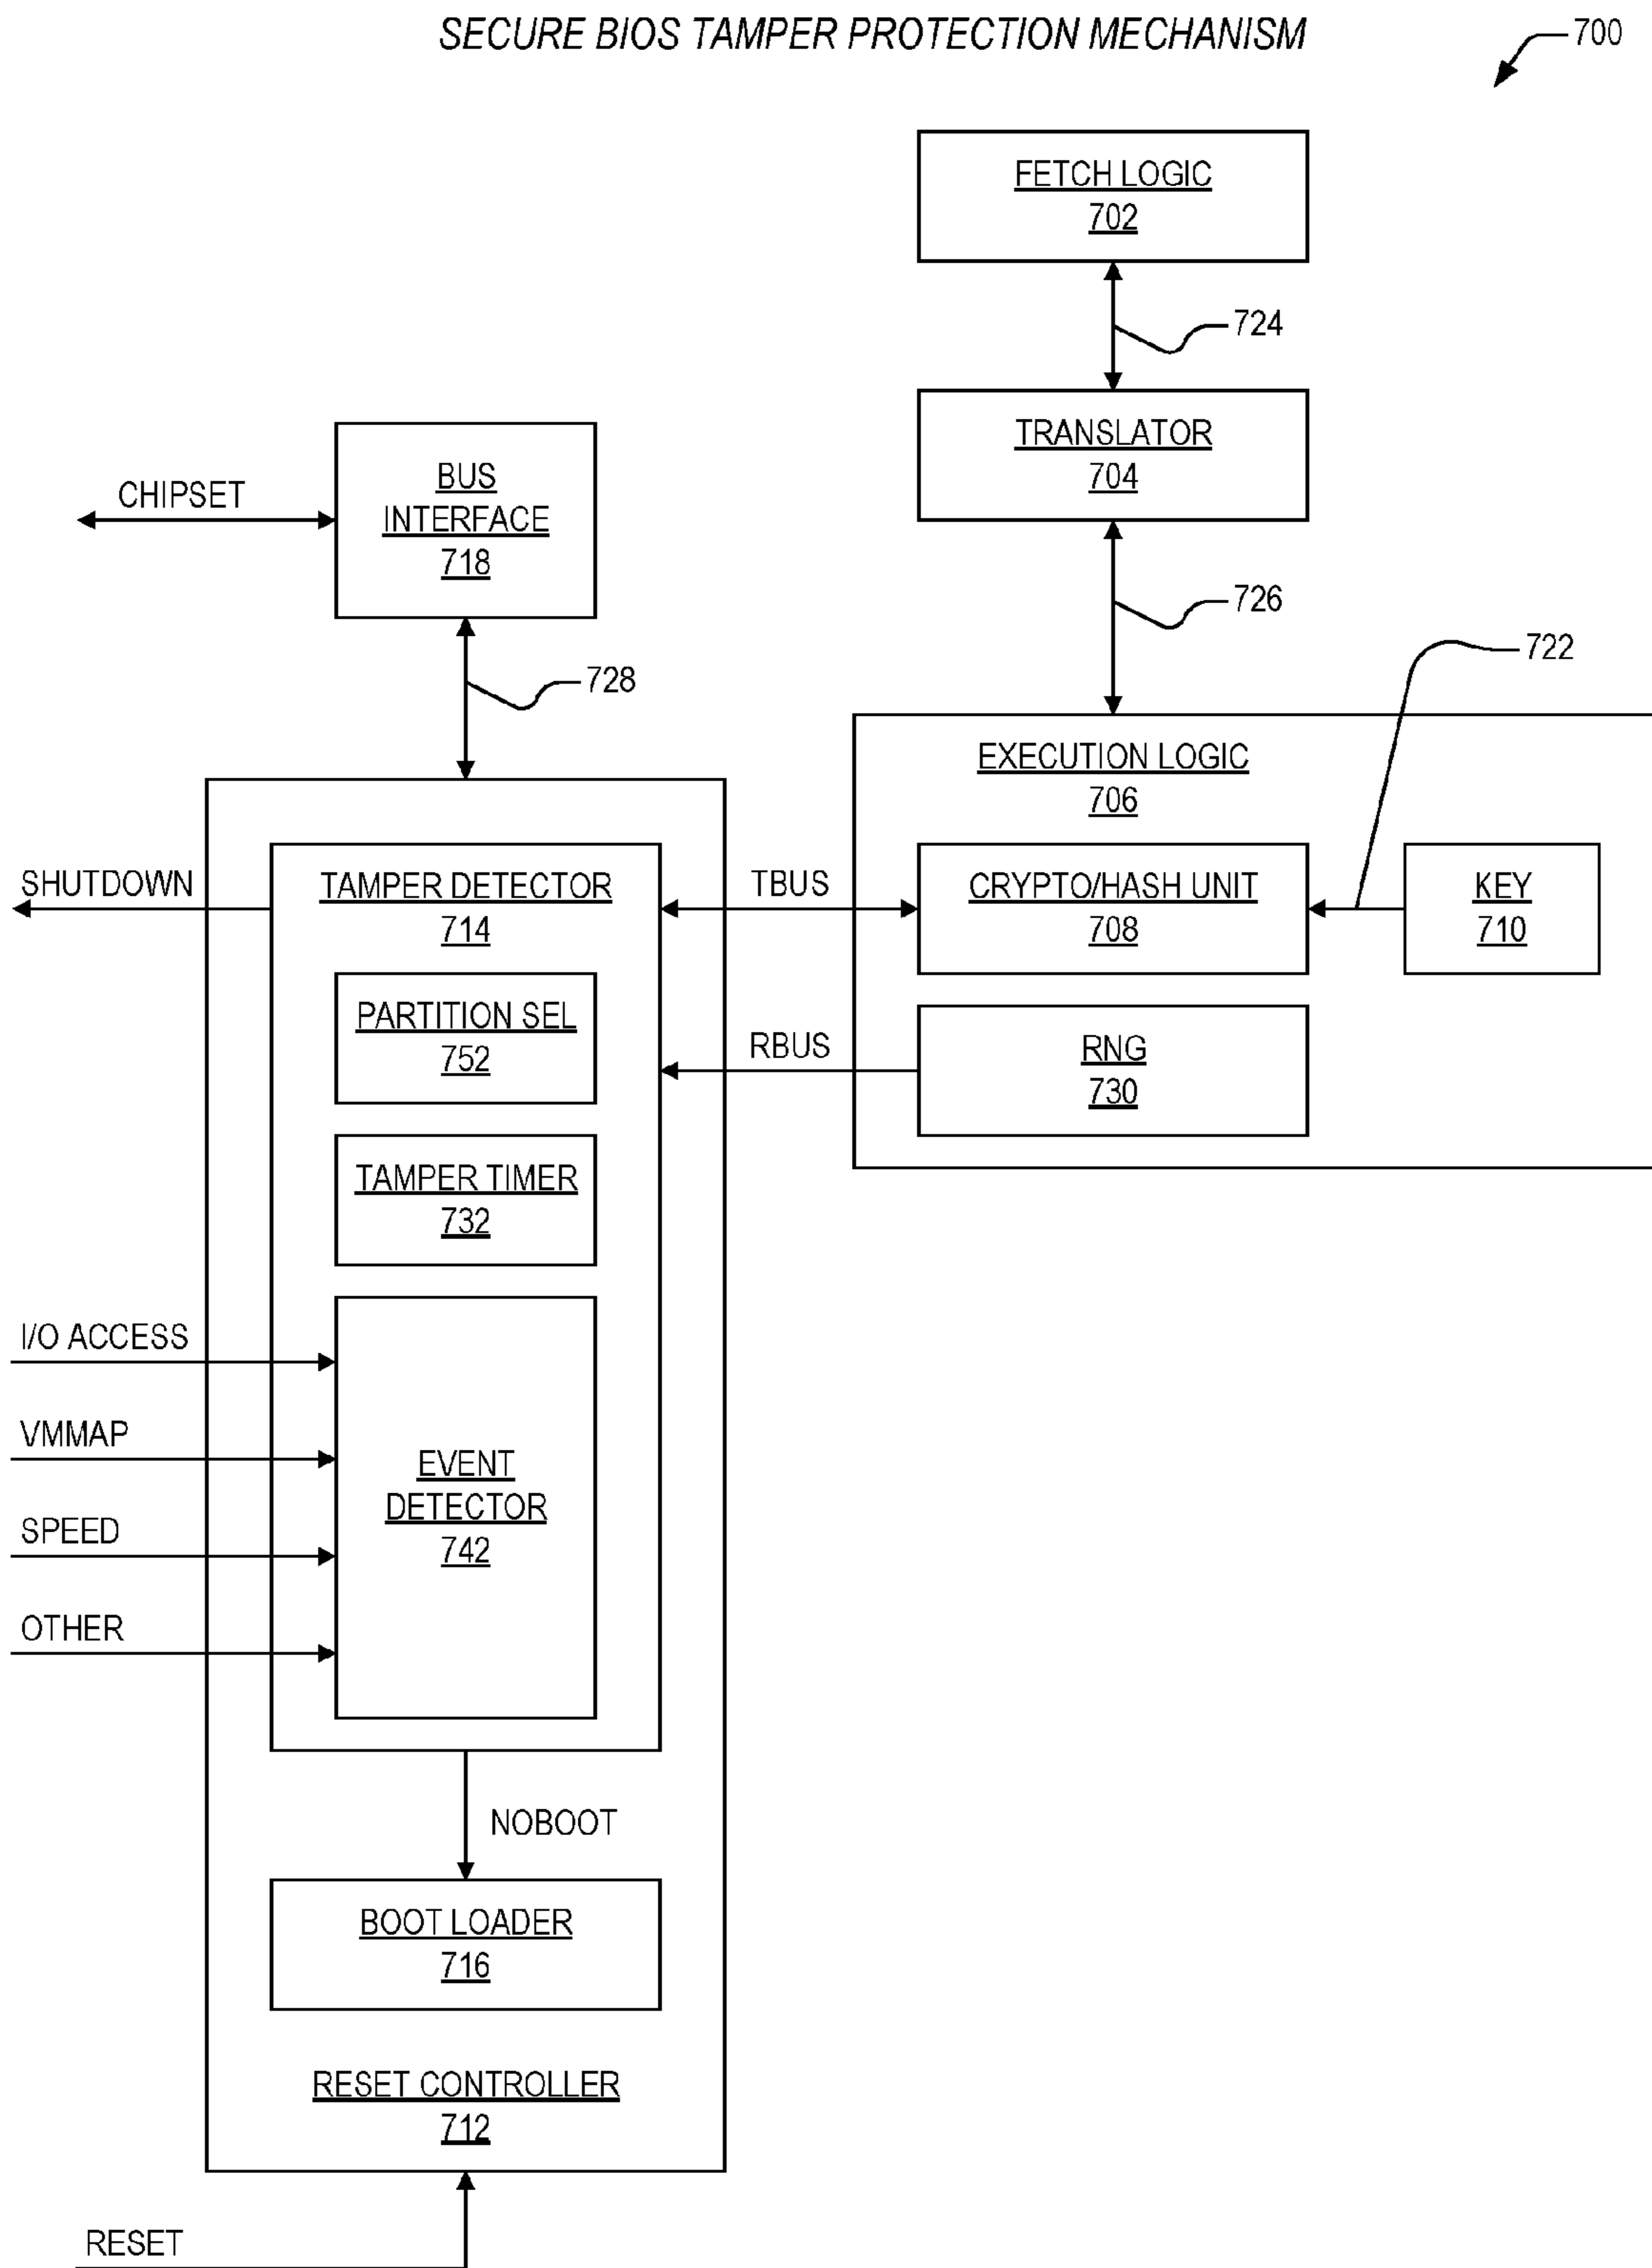 SECURE BIOS TAMPER PROTECTION MECHANISM
700
FETCH LOGIC
702
724
TRANSLATOR
704
BUS
INTERFACE
718
CHIPSET
726
722
728
EXECUTION LOGIC
706
SHUTDOWN
TAMPER DETECTOR
714
TBUS
CRYPTO/HASH UNIT
708
KEY
710
PARTITION SEL
752
RBUS
RNG
730
TAMPER TIMER
732
I/O ACCESS
VMMAP
SPEED
OTHER
EVENT
DETECTOR
742
NOBOOT
BOOT LOADER
716
RESET CONTROLLER
712
RESET